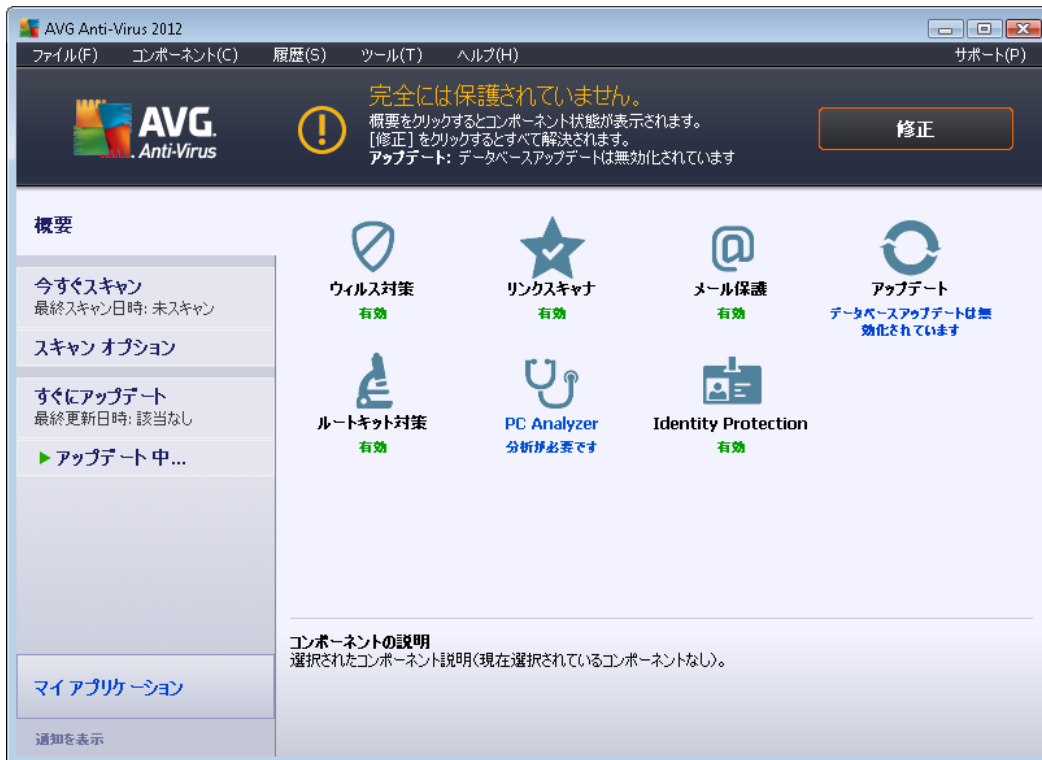 AVG Anti-Virus 2012
ファイル(F) コンポーネント(C) 履歴(S) ツール(T) ヘルプ(H) サポート(P)
AVG.
Anti-Virus
完全には保護されていません。
概要をクリックするとコンポーネント状態が表示されます。
[修正] をクリックするとすべて解決されます。
アップデート: データベースアップデートは無効化されています
修正
概要
今すぐスキャン
最終スキャン日時: 未スキャン
スキャン オプション
すぐにアップデート
最終更新日時: 該当なし
アップデート中...
マイ アプリケーション
通知を表示
ウィルス対策
有効
リンクスキャナ
有効
メール保護
有効
アップデート
データベースアップデートは無
効化されています
ルートキット対策
有効
PC Analyzer
分析が必要です
Identity Protection
有効
コンポーネントの説明
選択されたコンポーネント説明(現在選択されているコンポーネントなし)。